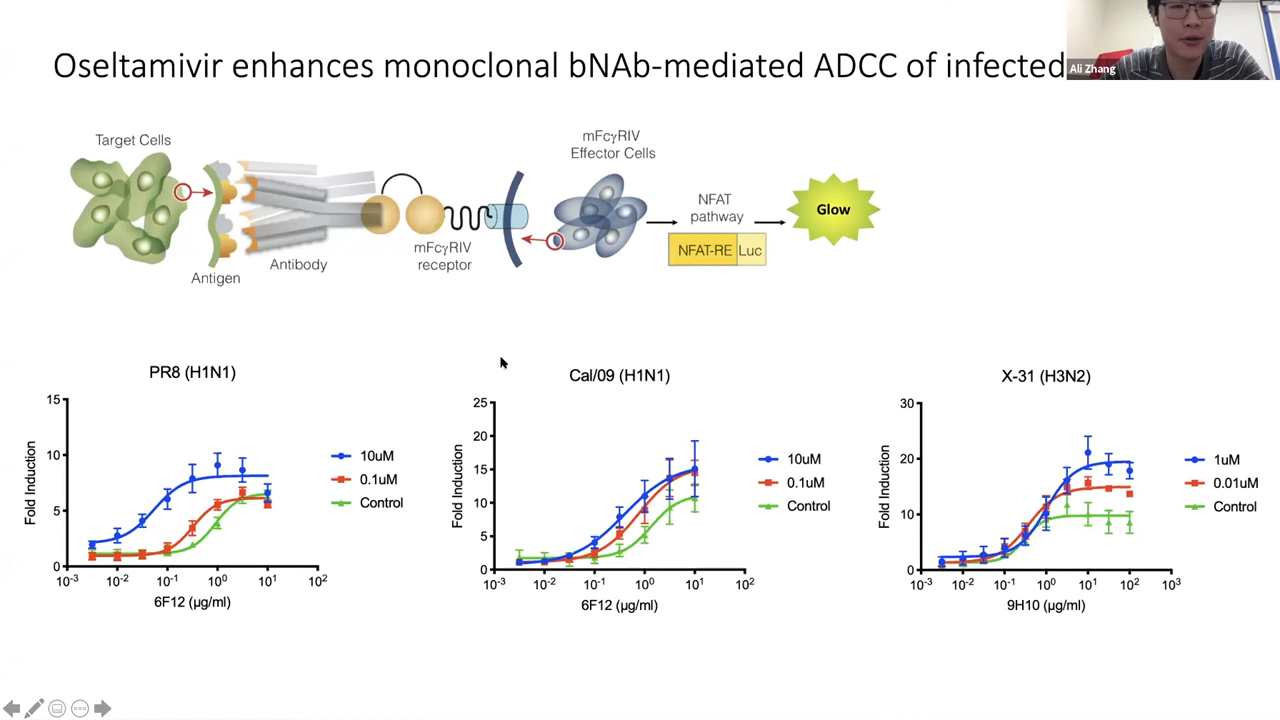 Oseltamivir enhances monoclonal bNAb-mediated ADCC of infected
Ali Zhang
Target Cells
Antigen
Antibody
mFcγRIV
receptor
mFcγRIV
Effector Cells
NFAT
pathway
NFAT-RE
Luc
Glow
PR8 (H1N1)
Fold Induction
15
10
5
0
10-3
10-2
10-1
100
101
102
6F12 (µg/ml)
10uM
0.1uM
Control
Cal/09 (H1N1)
Fold Induction
25
20
15
10
5
0
10-3
10-2
10-1
100
101
102
6F12 (µg/ml)
10uM
0.1uM
Control
X-31 (H3N2)
Fold Induction
30
20
10
0
10-3
10-2
10-1
100
101
102
103
9H10 (µg/ml)
1uM
0.01uM
Control